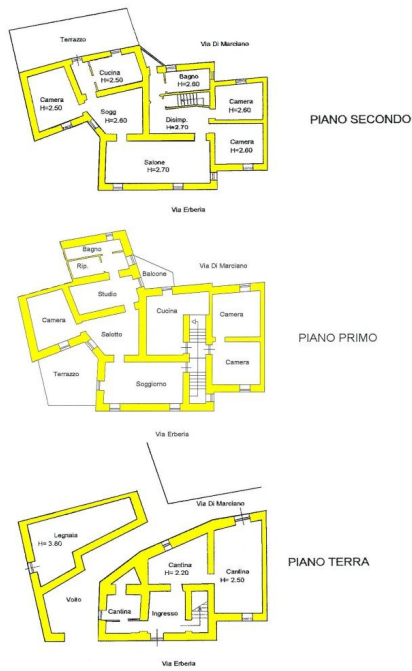 Terrazzo
Via Di Marciano
Cucina
H=2.50
Bagno
H=2.60
Camera
H=2.50
Camera
H=2.60
Sogg
H=2.60
Disimp.
H=2.70
PIANO SECONDO
Camera
H=2.60
Salone
H=2.70
Via Erberia
Bagno
Rip.
Balcone
Via Di Marciano
Studio
Camera
Cucina
Camera
Salotto
PIANO PRIMO
Camera
Terrazzo
Soggiorno
Via Erberia
Via Di Marciano
Legnaia
H= 3.80
Cantina
H= 2.20
Cantina
H= 2.50
PIANO TERRA
Volto
Cantina
Ingresso
Via Erberia